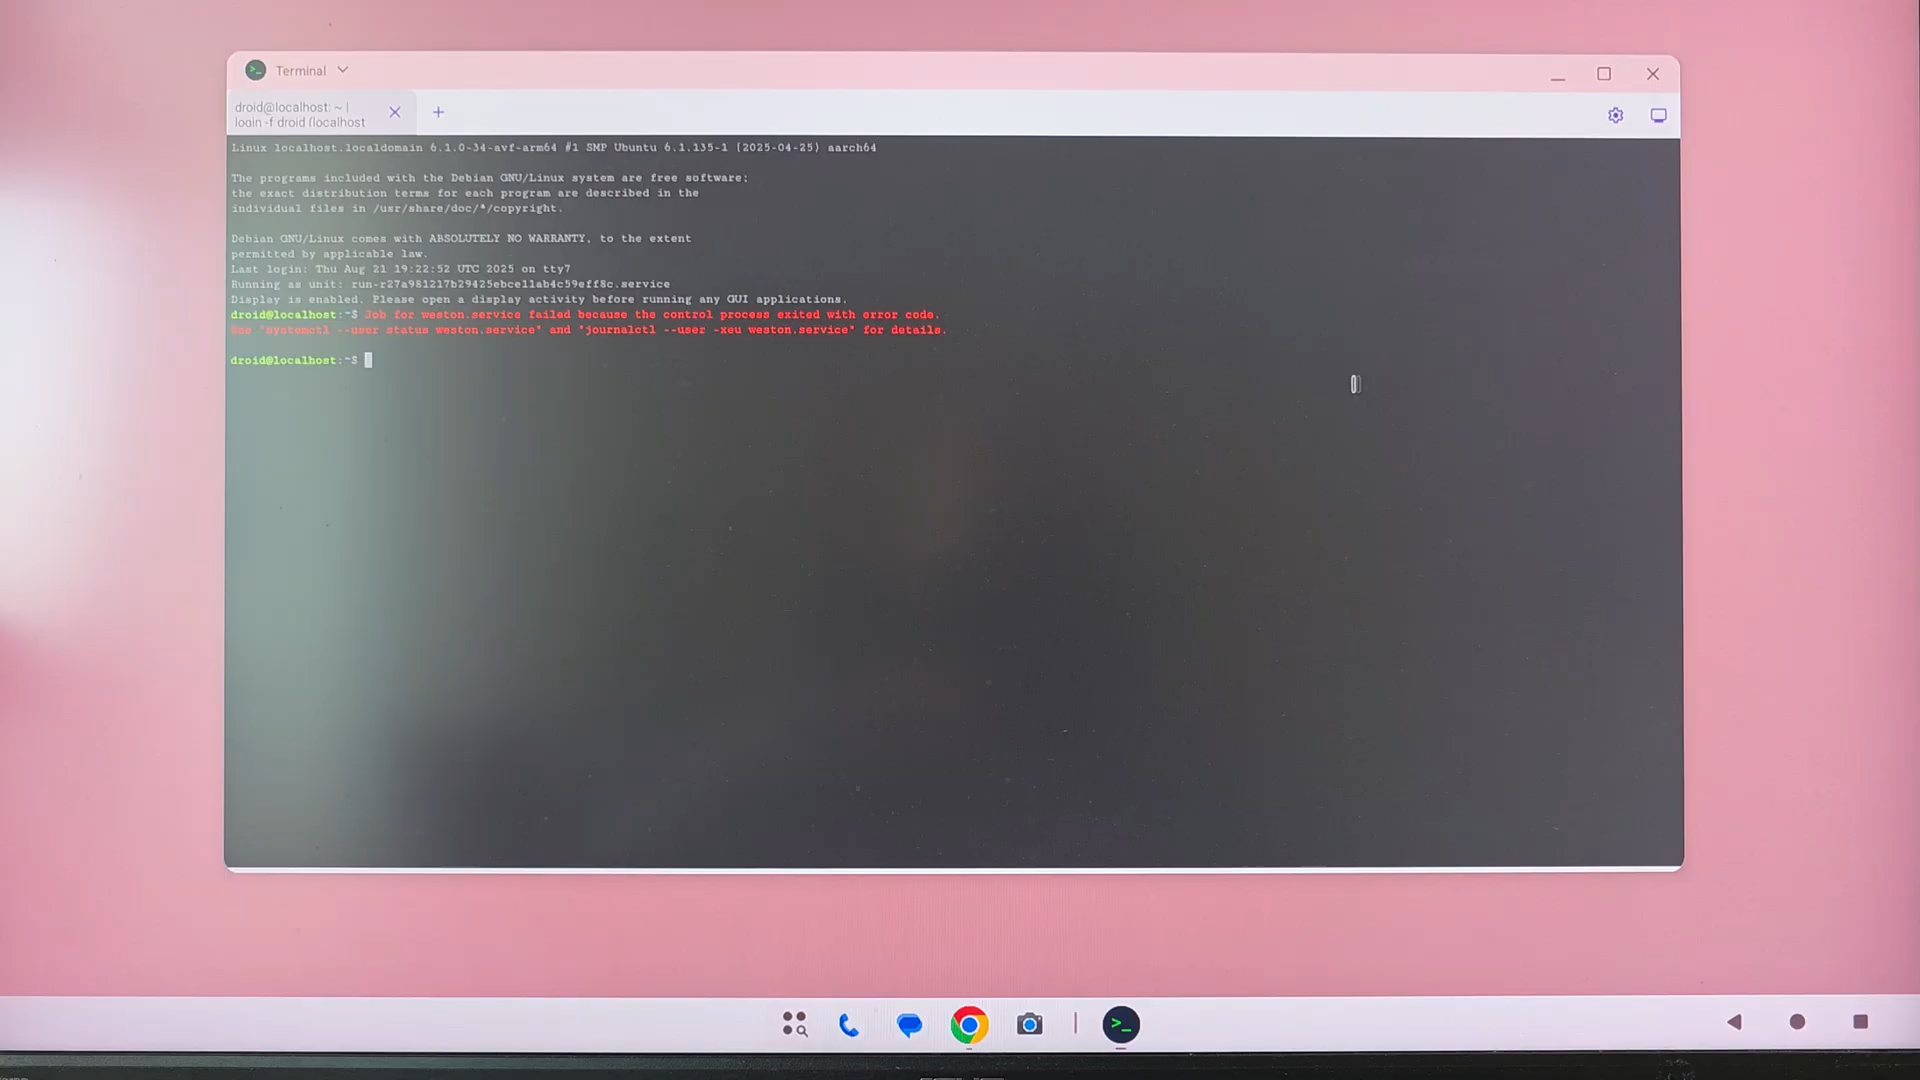 Terminal
droid@localhost: ~ |
login -f droid (localhost
Linux localhost.localdomain 6.1.0-34-avf-arm64 #1 SMP Ubuntu 6.1.135-1 (2025-04-25) aarch64
The programs included with the Debian GNU/Linux system are free software;
the exact distribution terms for each program are described in the
individual files in /usr/share/doc/*/copyright.
Debian GNU/Linux comes with ABSOLUTELY NO WARRANTY, to the extent
permitted by applicable law.
Last login: Thu Aug 21 19:22:52 UTC 2025 on tty7
Running as unit: run-r27a981217b29425ebce11ab4c59eff8c.service
Display is enabled. Please open a display activity before running any GUI applications.
droid@localhost:~$ Job for weston.service failed because the control process exited with error code.
See "systemctl --user status weston.service" and "journalctl --user -xeu weston.service" for details.
droid@localhost:~$